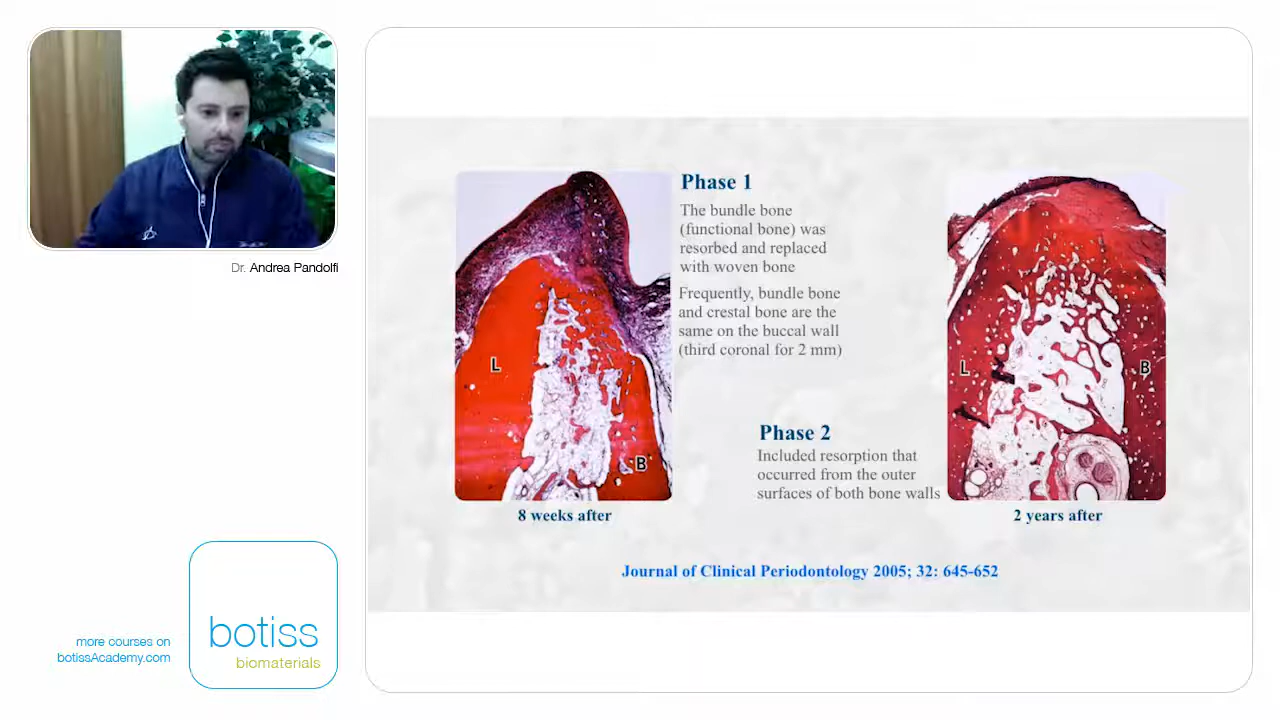 Dr. Andrea Pandolfi
more courses on
botissAcademy.com
botiss
biomaterials
Phase 1
The bundle bone
(functional bone) was
resorbed and replaced
with woven bone
Frequently, bundle bone
and crestal bone are the
same on the buccal wall
(third coronal for 2 mm)
L
B
8 weeks after
Phase 2
Included resorption that
occurred from the outer
surfaces of both bone walls
L
B
2 years after
Journal of Clinical Periodontology 2005; 32: 645-652